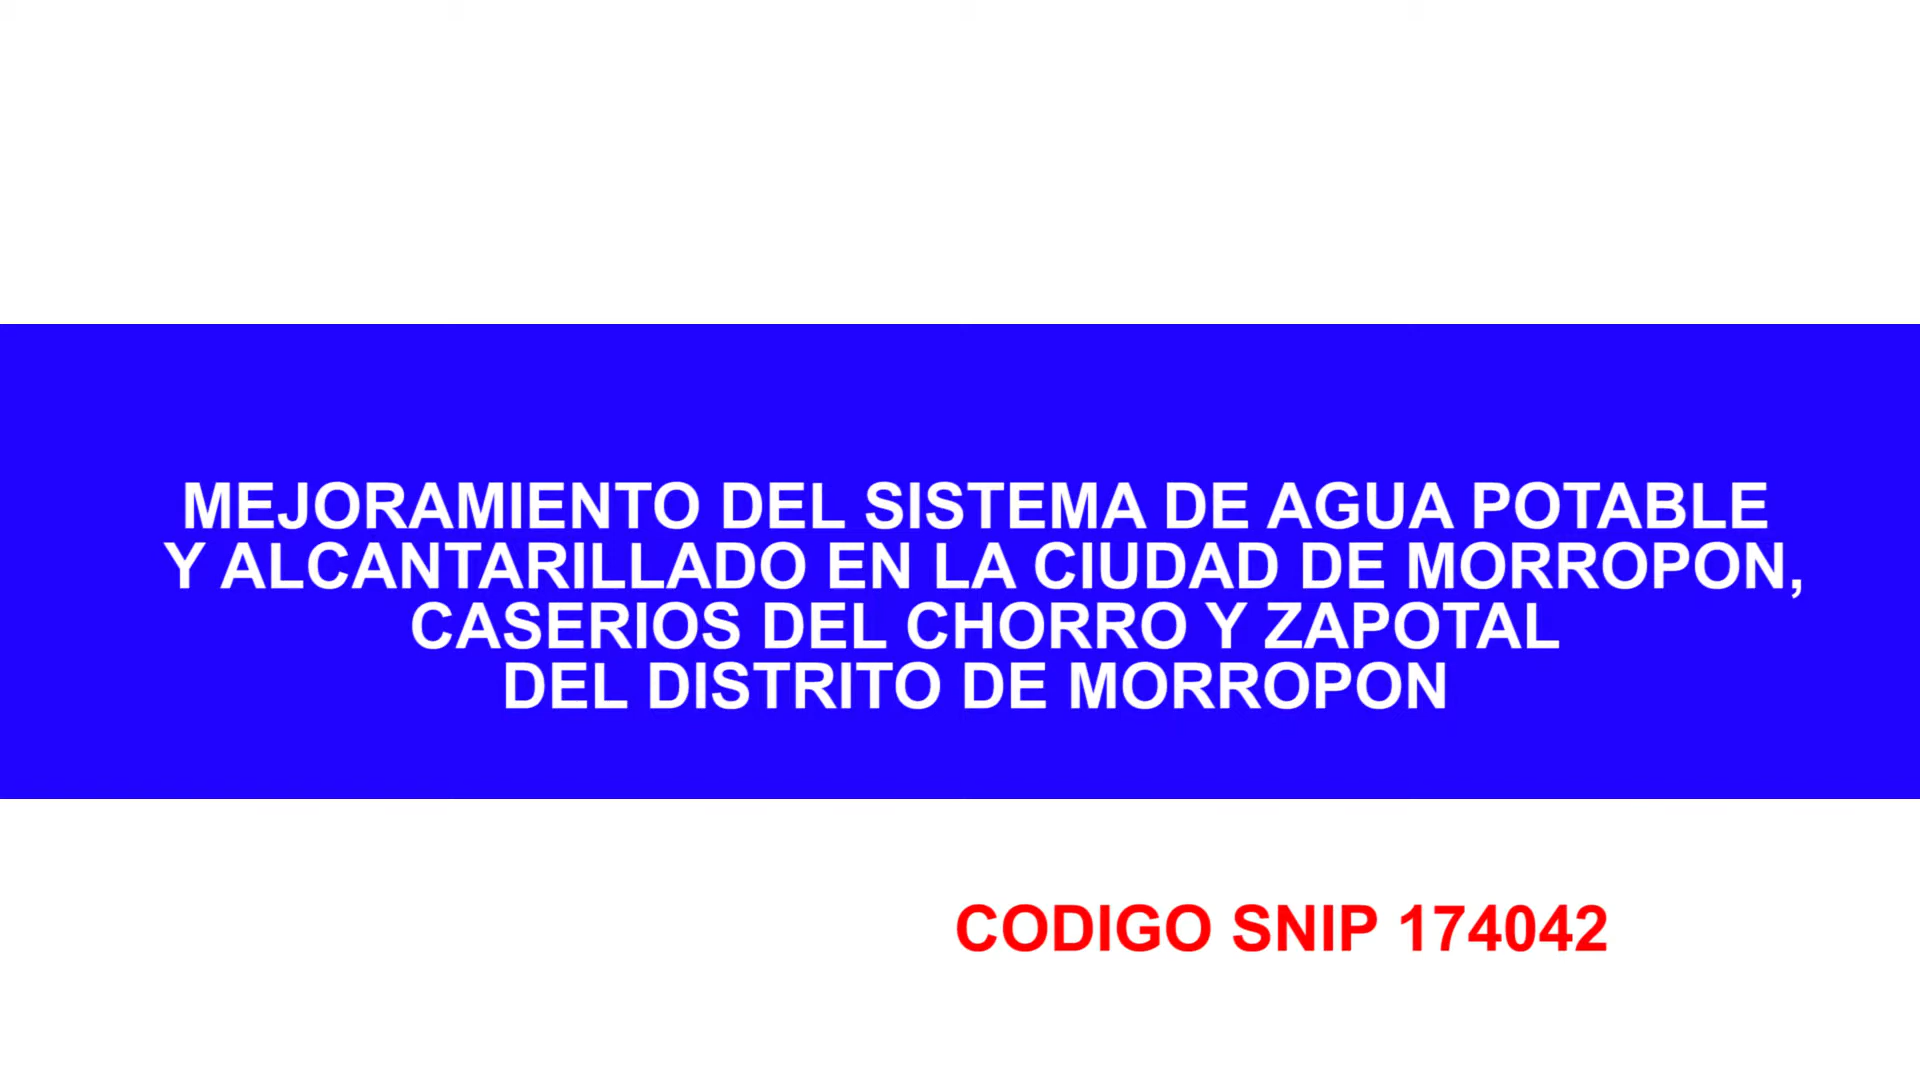 MEJORAMIENTO DEL SISTEMA DE AGUA POTABLE
Y ALCANTARILLADO EN LA CIUDAD DE MORROPON,
CASERIOS DEL CHORRO Y ZAPOTAL
DEL DISTRITO DE MORROPON
CODIGO SNIP 174042